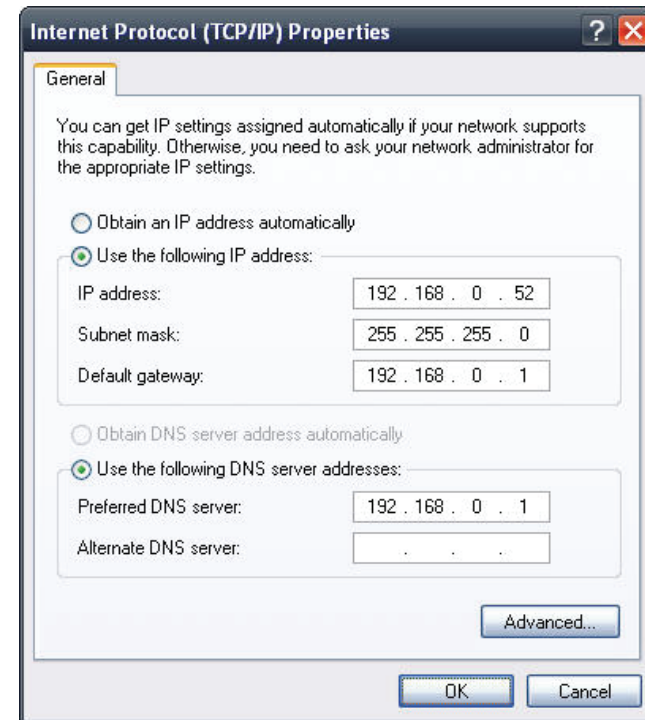 Internet Protocol (TCP/IP) Properties
General
You can get IP settings assigned automatically if your network supports
this capability. Otherwise, you need to ask your network administrator for
the appropriate IP settings.
Obtain an IP address automatically
Use the following IP address:
IP address: 192 . 168 . 0 . 52
Subnet mask: 255 . 255 . 255 . 0
Default gateway: 192 . 168 . 0 . 1
Obtain DNS server address automatically
Use the following DNS server addresses:
Preferred DNS server: 192 . 168 . 0 . 1
Alternate DNS server: . . .
Advanced...
OK Cancel